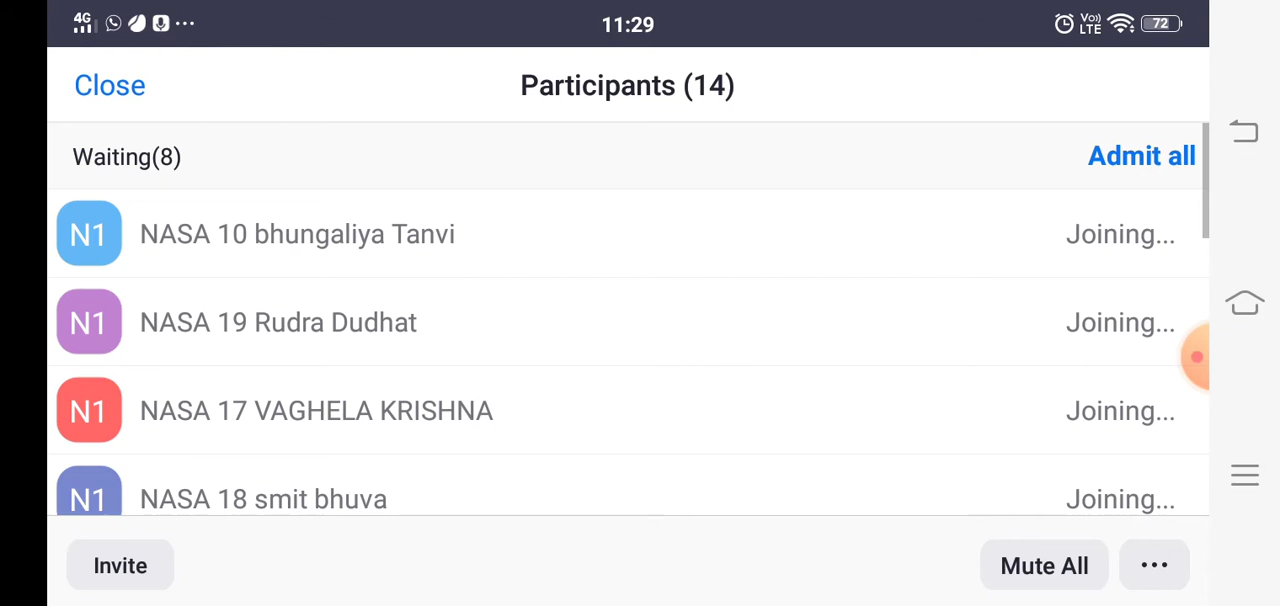 4G 11:29 Vo) LTE 72
Close Participants (14)
Waiting(8) Admit all
N1 NASA 10 bhungaliya Tanvi Joining...
N1 NASA 19 Rudra Dudhat Joining...
N1 NASA 17 VAGHELA KRISHNA Joining...
N1 NASA 18 smit bhuva Joining...
Invite Mute All ...